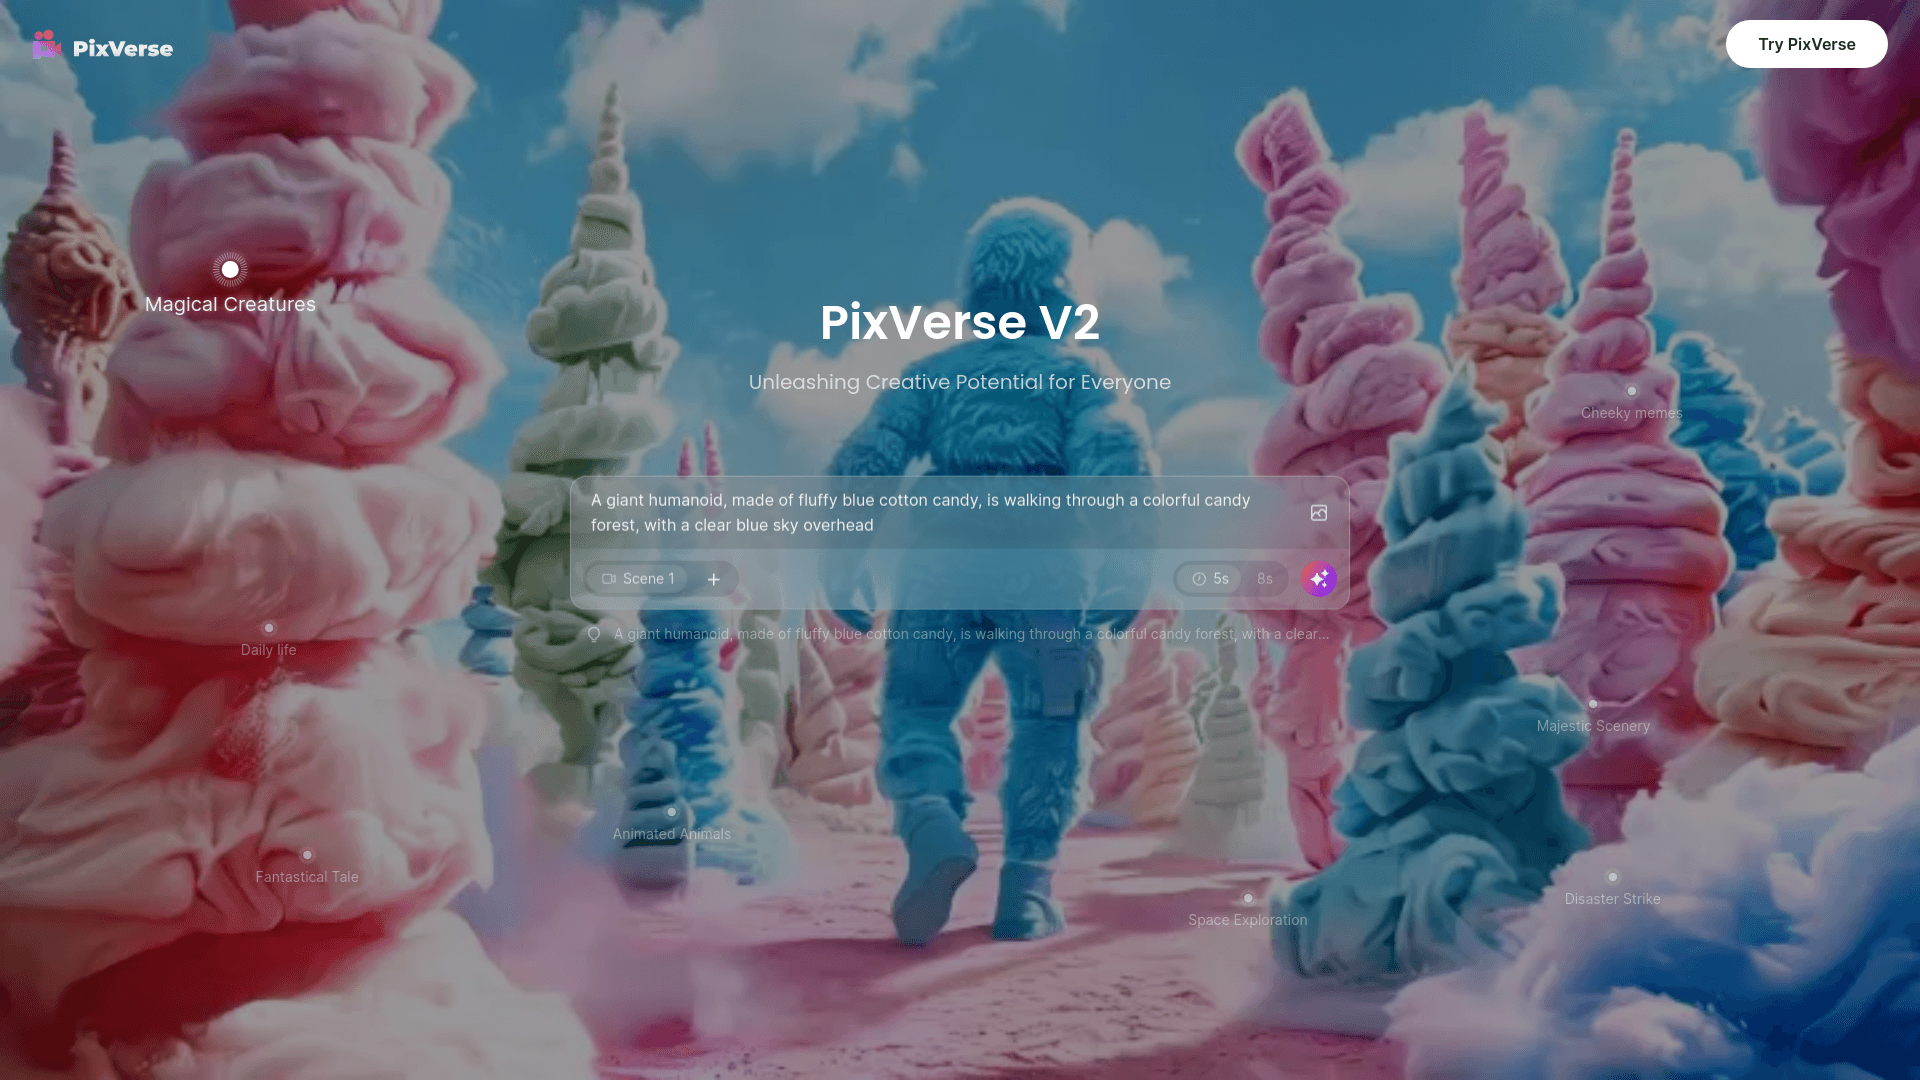 PixVerse
Try PixVerse
Magical Creatures
PixVerse V2
Unleashing Creative Potential for Everyone
Cheeky memes
A giant humanoid, made of fluffy blue cotton candy, is walking through a colorful candy
forest, with a clear blue sky overhead
Scene 1 +
5s 8s
A giant humanoid, made of fluffy blue cotton candy, is walking through a colorful candy forest, with a clear...
Daily life
Majestic Scenery
Animated Animals
Fantastical Tale
Disaster Strike
Space Exploration